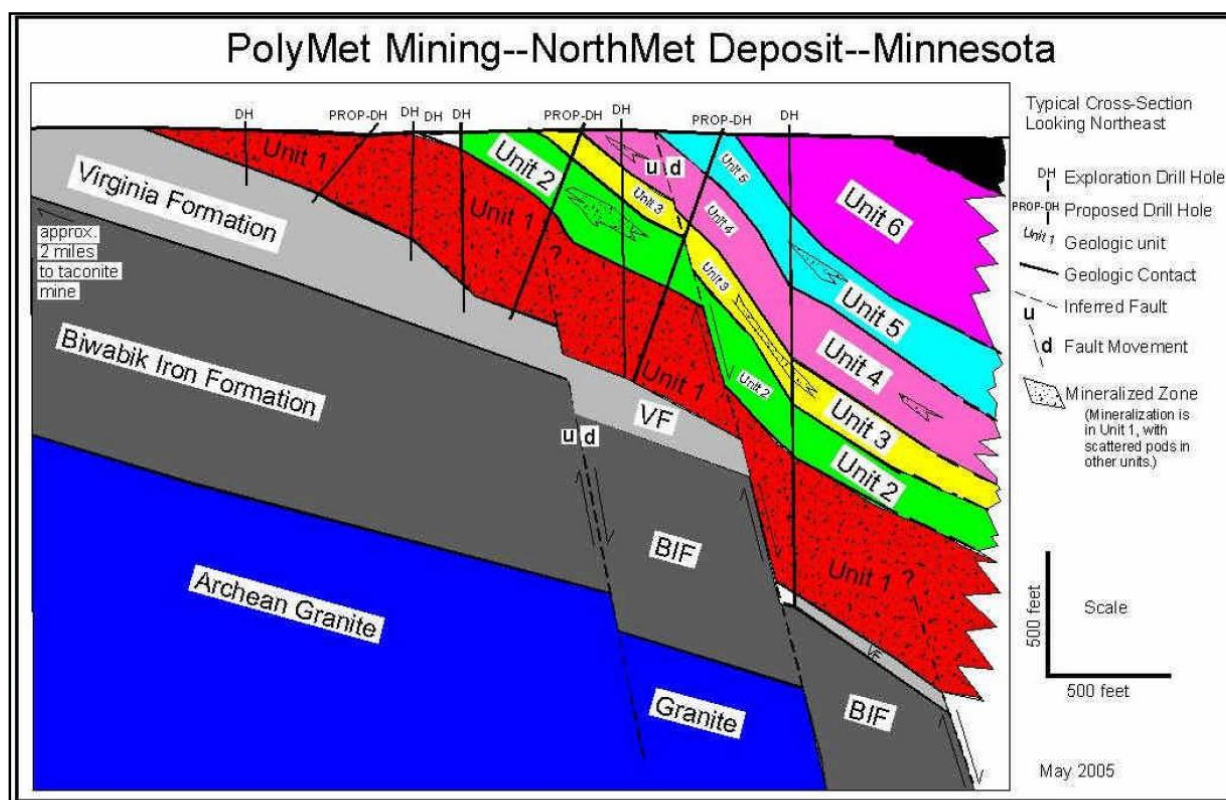 PolyMet Mining--NorthMet Deposit--Minnesota
DH
PROP-DH
DH
DH
DH
PROP-DH
DH
PROP-DH
DH
Typical Cross-Section
Looking Northeast
DH
Exploration Drill Hole
PROP-DH
Proposed Drill Hole
Unit 1
Geologic unit
Geologic Contact
Inferred Fault
u
d
Fault Movement
Mineralized Zone
(Mineralization is
in Unit 1, with
scattered pods in
other units.)
500 feet
Scale
500 feet
May 2005
Unit 1
Unit 2
u d
Unit 5
Unit 6
Virginia Formation
Unit 1
?
Unit 3
Unit 4
approx.
2 miles
to taconite
mine
Unit 3
Unit 5
Biwabik Iron Formation
Unit 1
Unit 2
Unit 4
VF
Unit 3
u d
Unit 2
BIF
Unit 1 ?
Archean Granite
VF
Granite
BIF